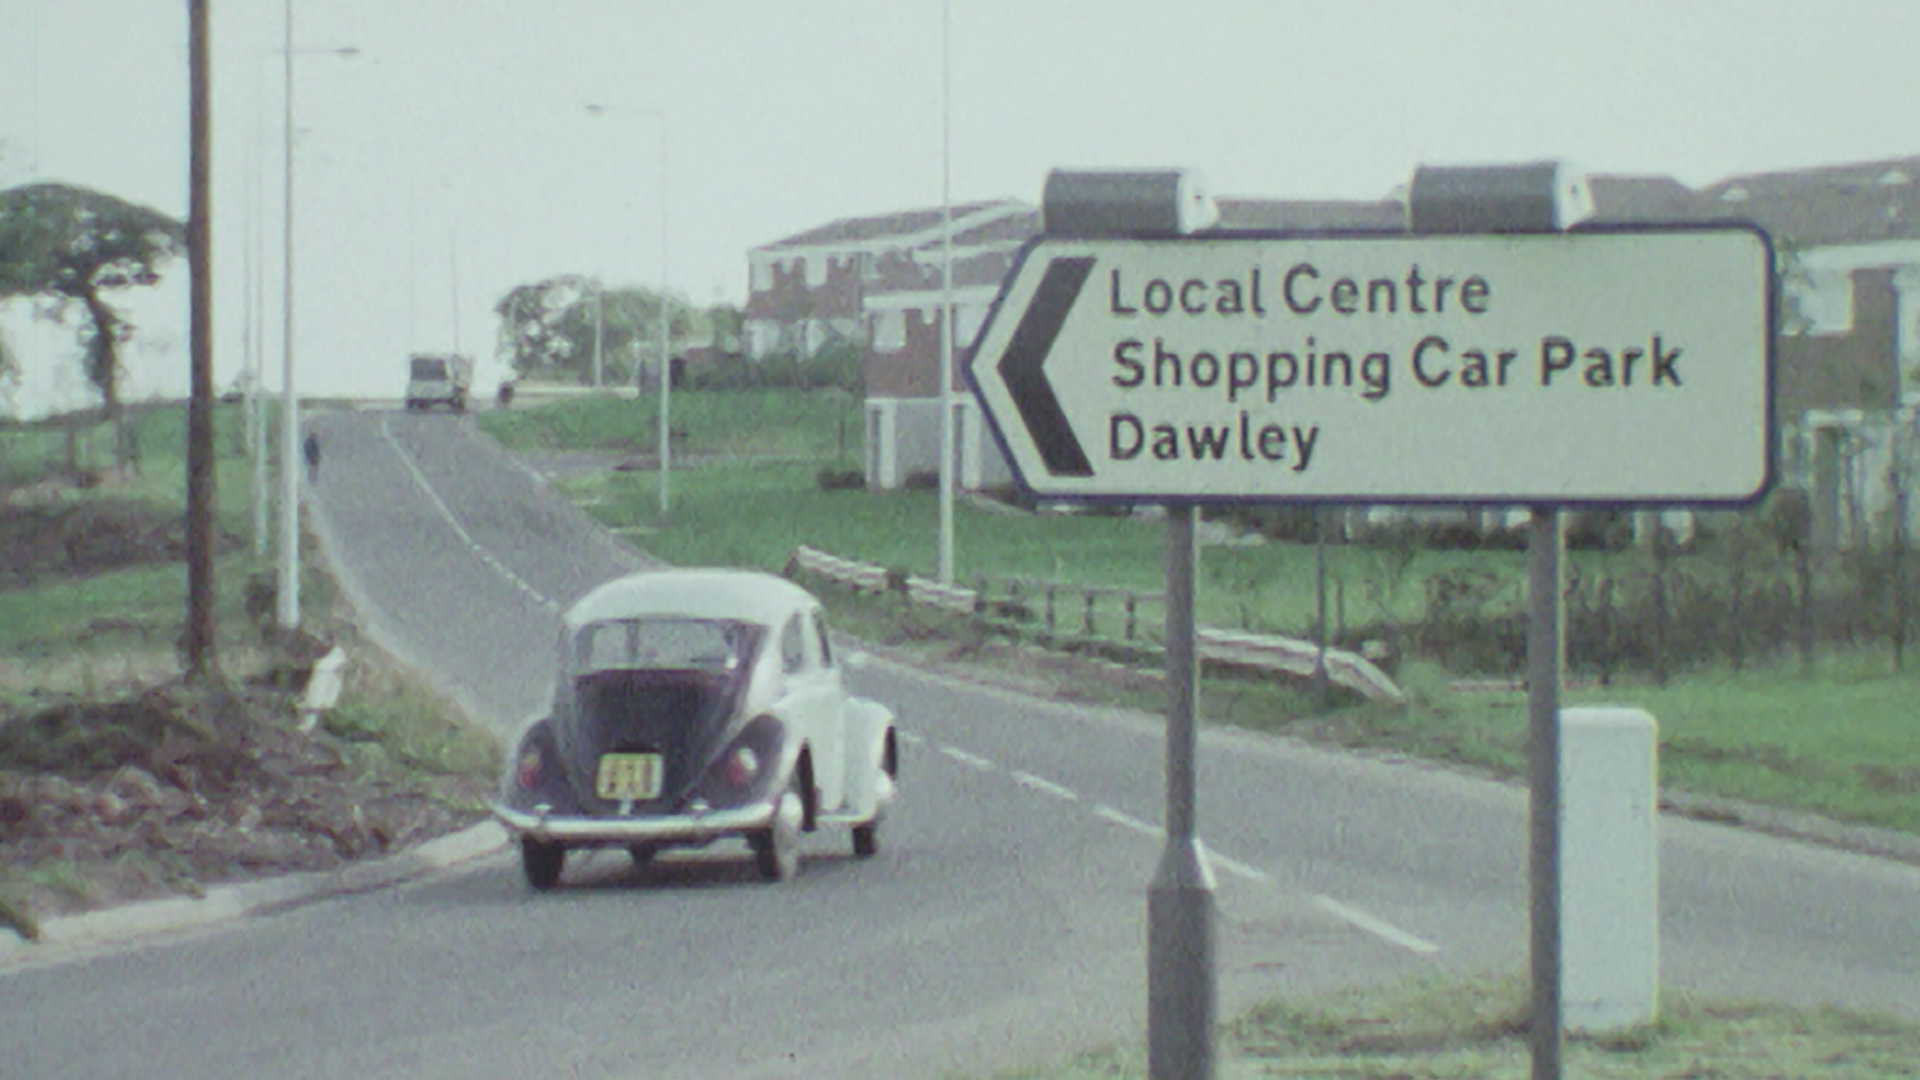 Local Centre
Shopping Car Park
Dawley